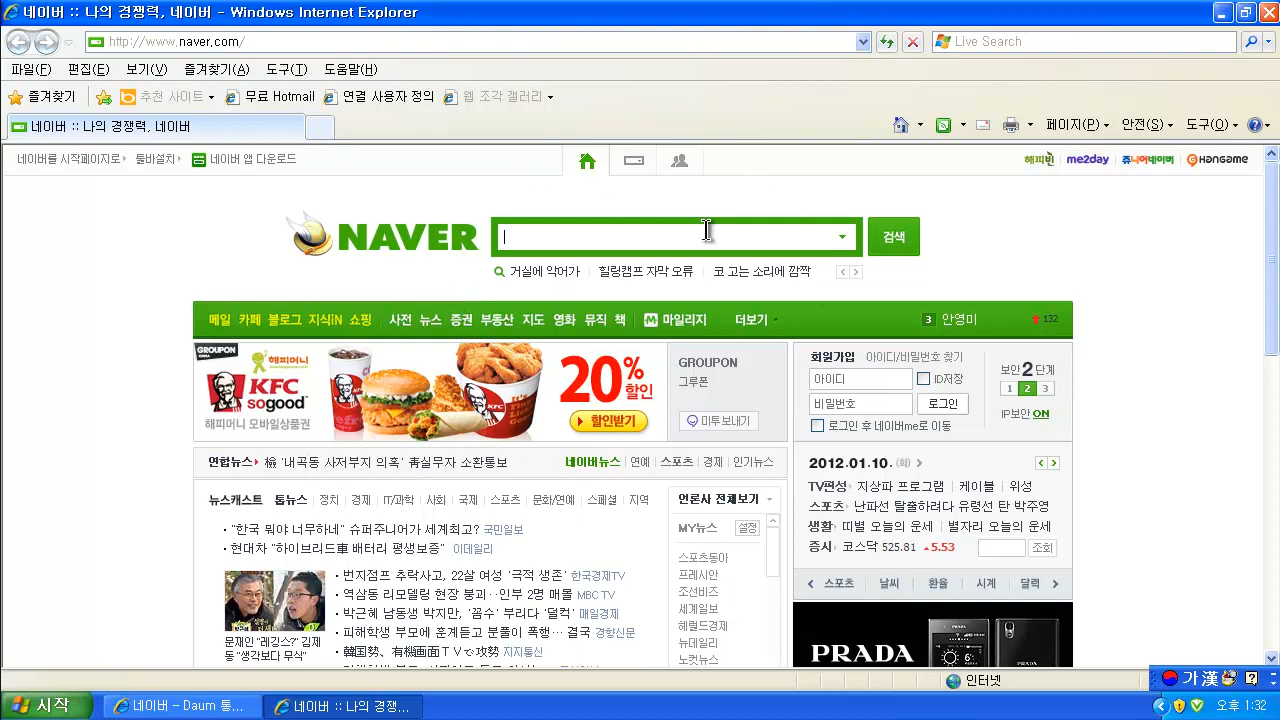 네이버 :: 나의 경쟁력, 네이버 - Windows Internet Explorer
http://www.naver.com/
Live Search
파일(F) 편집(E) 보기(V) 즐겨찾기(A) 도구(T) 도움말(H)
즐겨찾기 추천 사이트 무료 Hotmail 연결 사용자 정의 웹 조각 갤러리
네이버 :: 나의 경쟁력, 네이버
페이지(P) 안전(S) 도구(O)
네이버를 시작페이지로 툴바설치 네이버 앱 다운로드
해피빈 me2day 쥬니어네이버 HANGAME
NAVER
검색
거실에 악어가 힐링캠프 자막 오류 코 고는 소리에 깜짝
메일 카페 블로그 지식iN 쇼핑 사전 뉴스 증권 부동산 지도 영화 뮤직 책 M 마일리지 더보기
3 안영미 132
GROUPON
해피머니
KFC
so good
해피머니 모바일상품권
KFC
20% 할인
할인받기
GROUPON
그루폰
미투보내기
회원가입 아이디/비밀번호 찾기
아이디
ID저장
비밀번호
로그인
로그인 후 네이버me로 이동
보안 2 단계
1 2 3
IP보안 ON
연합뉴스 檢 '내곡동 사저부지 의혹' 靑실무자 소환통보
네이버뉴스 연예 스포츠 경제 인기뉴스
뉴스캐스트 톱뉴스 정치 경제 IT/과학 사회 국제 스포츠 문화/연예 스페셜 지역
언론사 전체보기
"한국 뭐야 너무하네" 슈퍼주니어가 세계최고? 국민일보
현대차 "하이브리드車 배터리 평생보증" 이데일리
번지점프 추락사고, 22살 여성 '극적 생존' 한국경제TV
역삼동 리모델링 현장 붕괴‥인부 2명 매몰 MBC TV
박근혜 남동생 박지만, '꼼수' 부리다 '덜컥' 매일경제
피해학생 부모에 훈계듣고 분풀이 폭행… 결국 경향신문
韓国勢、有機画面ＴＶで攻勢 지지통신
문재인 "레깅스? 김제
동 "생각보다 무식"
MY뉴스 설정
스포츠동아
프레시안
조선비즈
세계일보
헤럴드경제
뉴데일리
노컷뉴스
2012.01.10. (화)
TV편성 지상파 프로그램 케이블 위성
스포츠 난파선 탈출하려다 유령선 탄 박주영
생활 띠별 오늘의 운세 별자리 오늘의 운세
증시 코스닥 525.81 5.53 조회
스포츠 날씨 환율 시계 달력
PRADA
PRADA
인터넷
가 漢
시작
네이버 - Daum 통...
네이버 :: 나의 경쟁...
오후 1:32